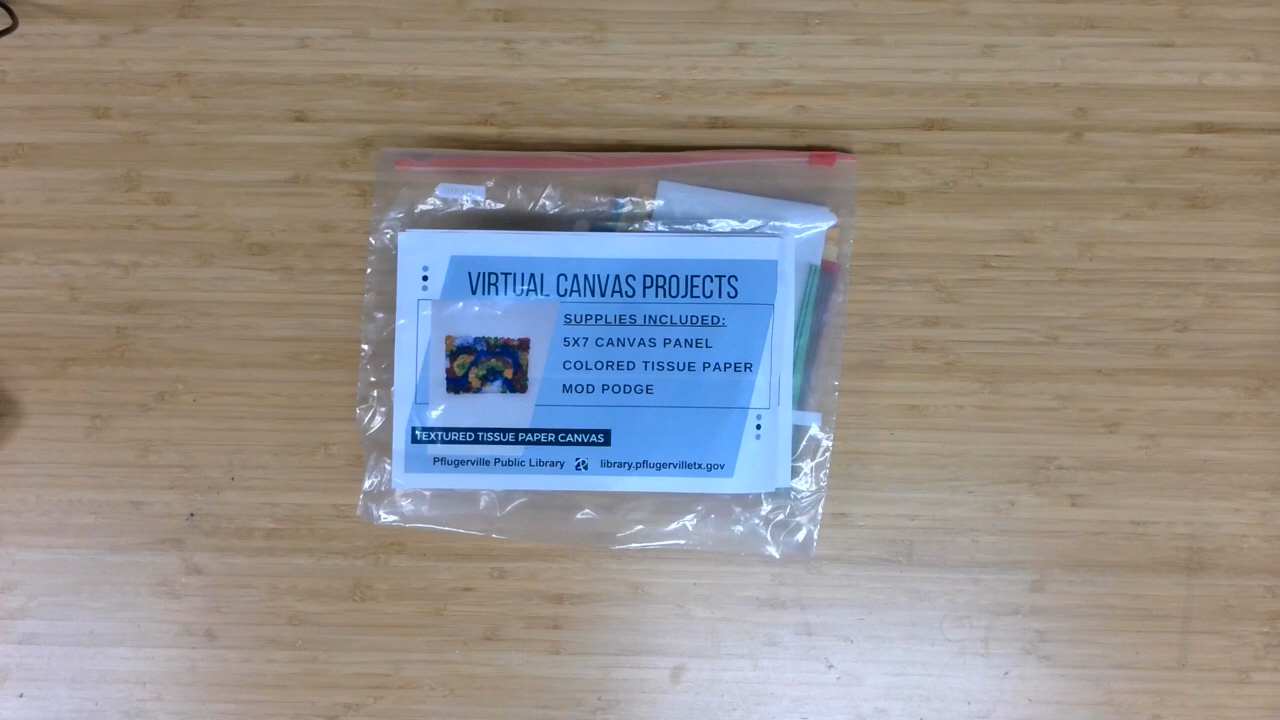 VIRTUAL CANVAS PROJECTS
SUPPLIES INCLUDED:
5X7 CANVAS PANEL
COLORED TISSUE PAPER
MOD PODGE
TEXTURED TISSUE PAPER CANVAS
Pflugerville Public Library library.pflugervilletx.gov